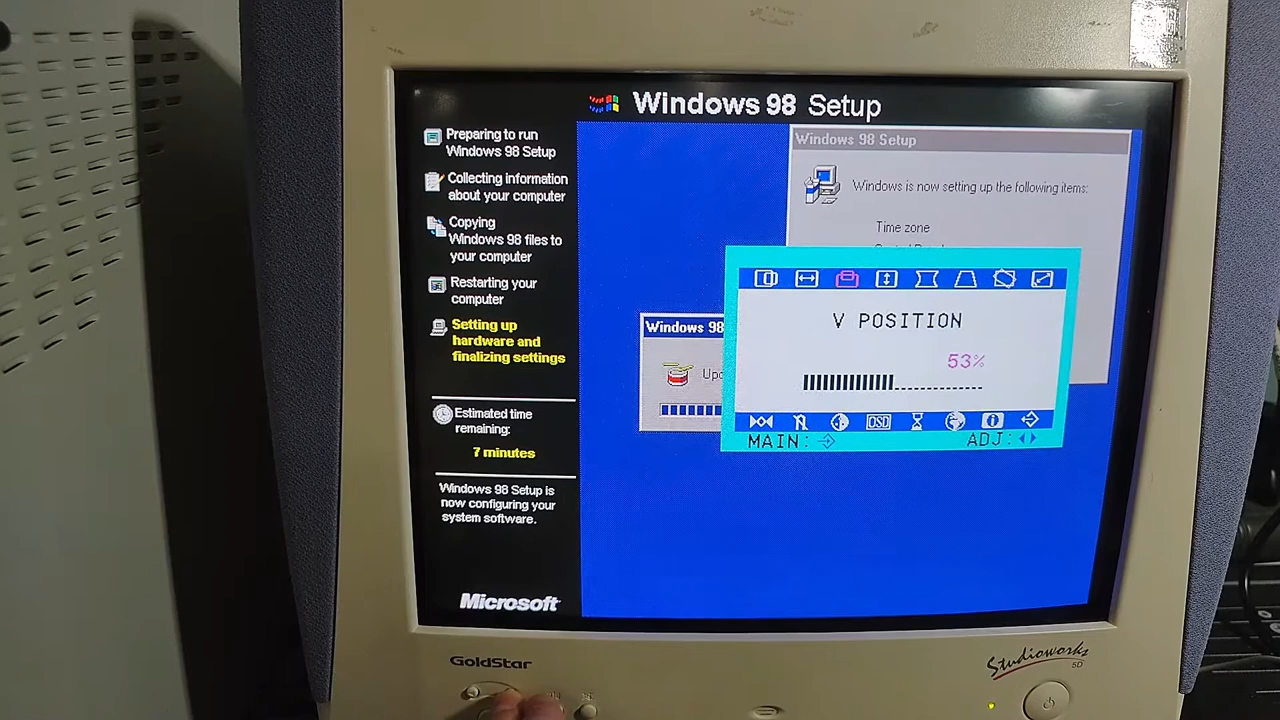 Windows 98 Setup
Preparing to run
Windows 98 Setup
Collecting information
about your computer
Copying
Windows 98 files to
your computer
Restarting your
computer
Setting up
hardware and
finalizing settings
Estimated time
remaining:
7 minutes
Windows 98 Setup is
now configuring your
system software.
Microsoft
Windows 98 Setup
Windows is now setting up the following items:
Time zone
Windows 98
V POSITION
53%
OSD
MAIN:
ADJ:
GoldStar
Studioworks
5D